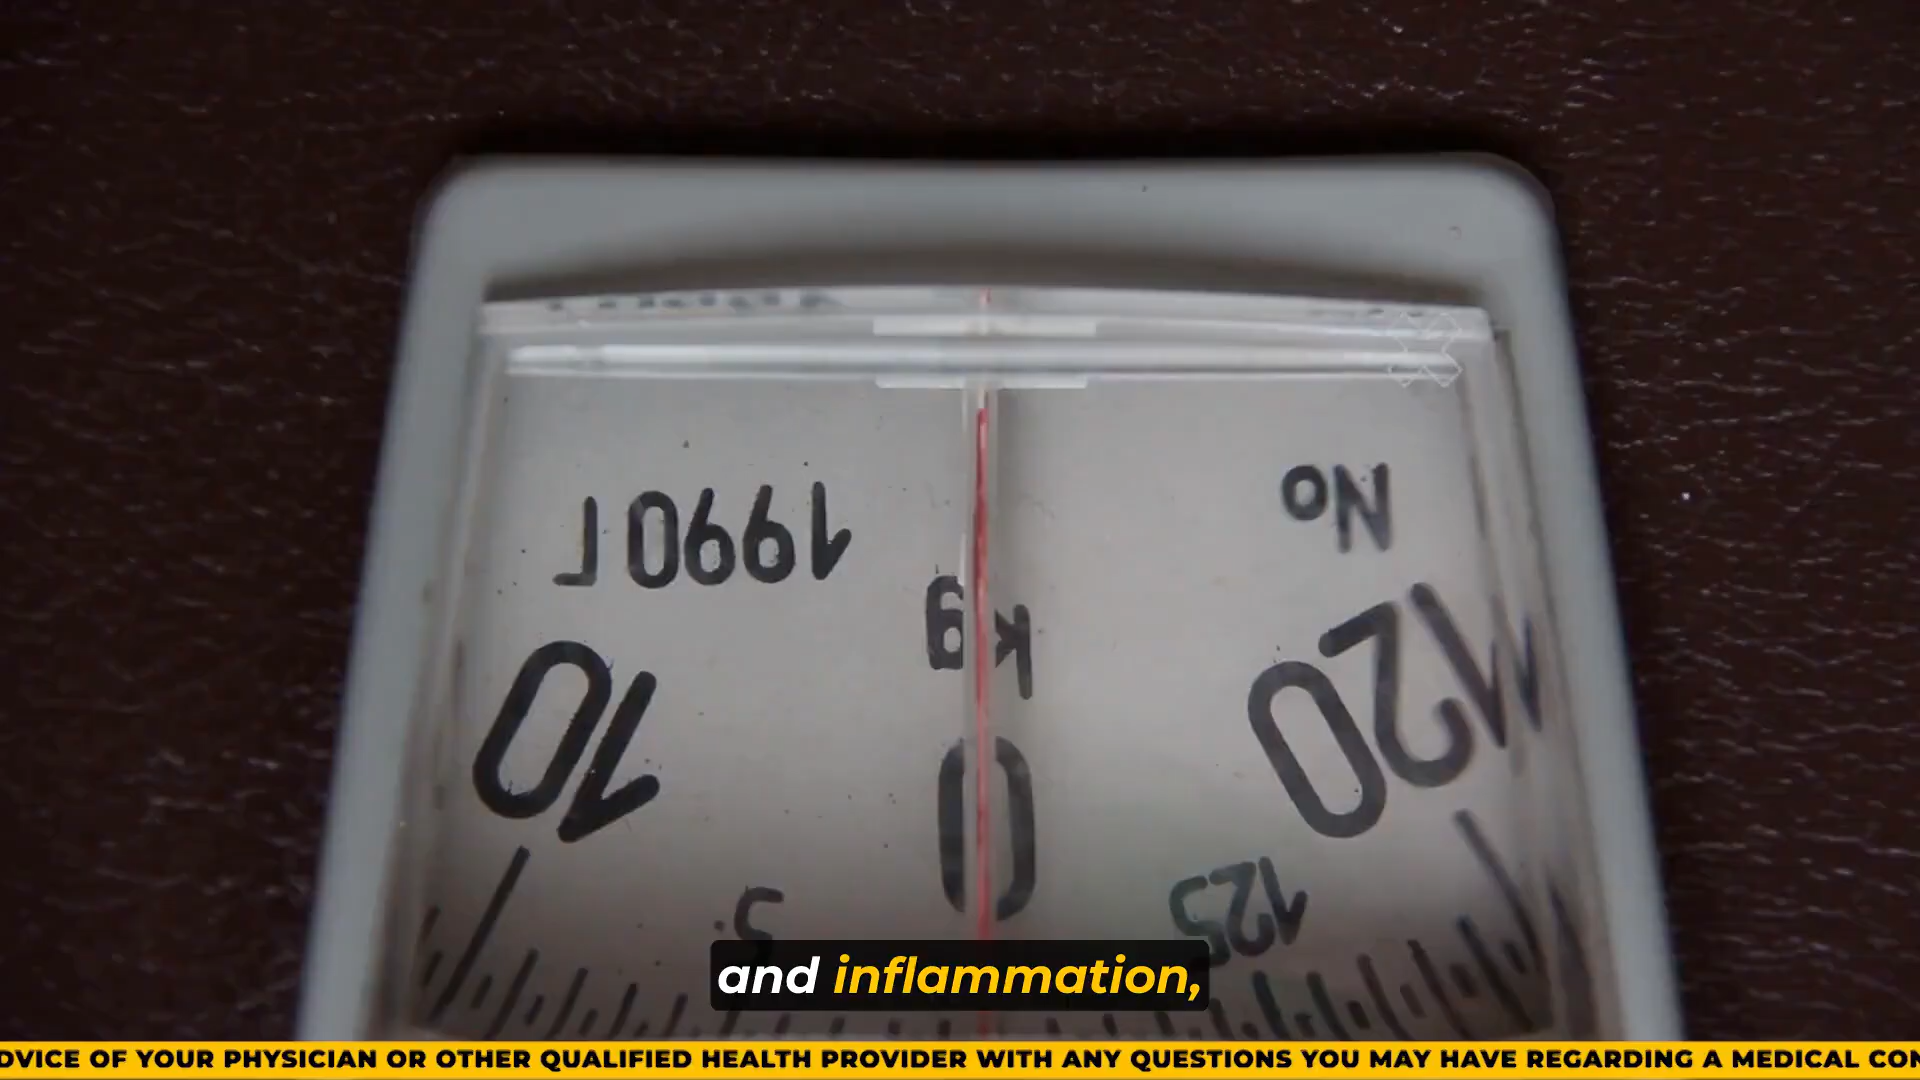 1990г
No
kg
10
0
120
5
125
and inflammation,
DVICE OF YOUR PHYSICIAN OR OTHER QUALIFIED HEALTH PROVIDER WITH ANY QUESTIONS YOU MAY HAVE REGARDING A MEDICAL CON